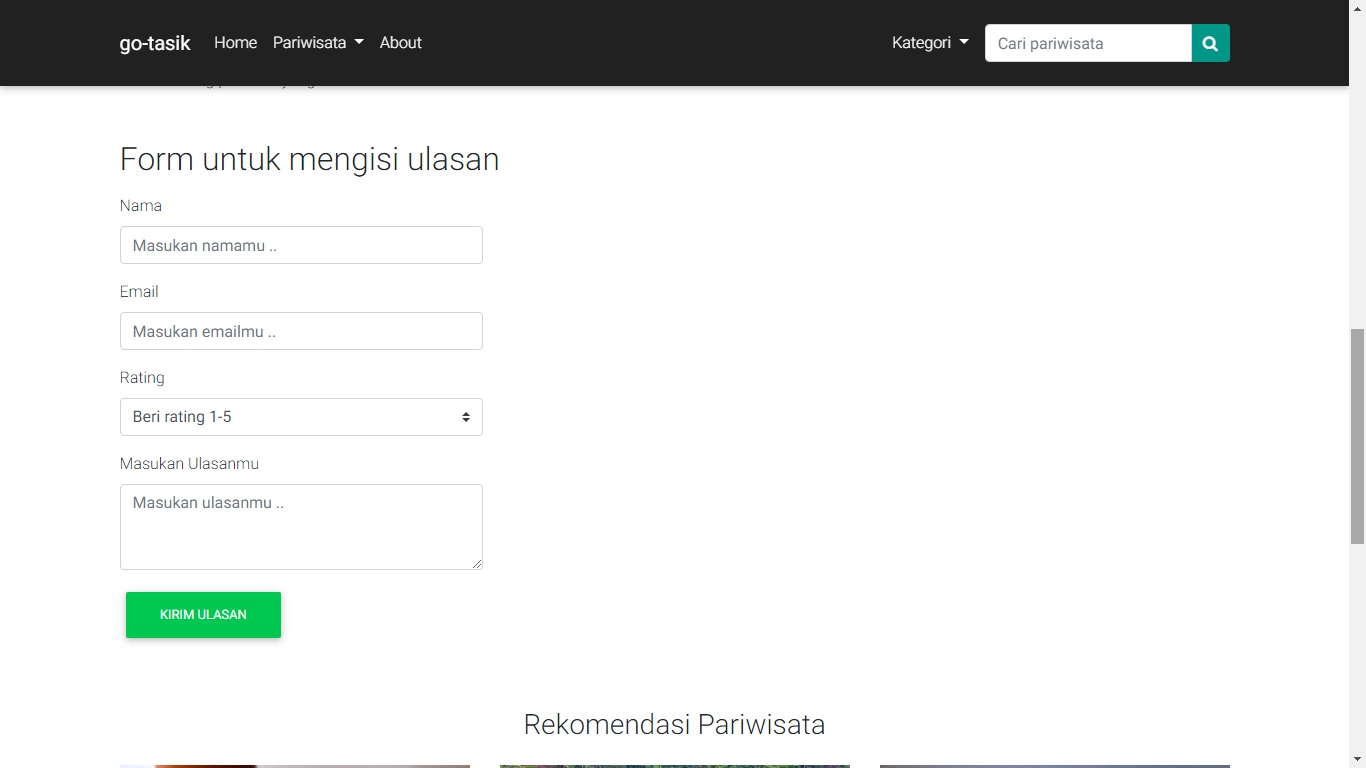 go-tasik Home Pariwisata About Kategori Cari pariwisata
Form untuk mengisi ulasan
Nama
Masukan namamu ..
Email
Masukan emailmu ..
Rating
Beri rating 1-5
Masukan Ulasanmu
Masukan ulasanmu ..
KIRIM ULASAN
Rekomendasi Pariwisata